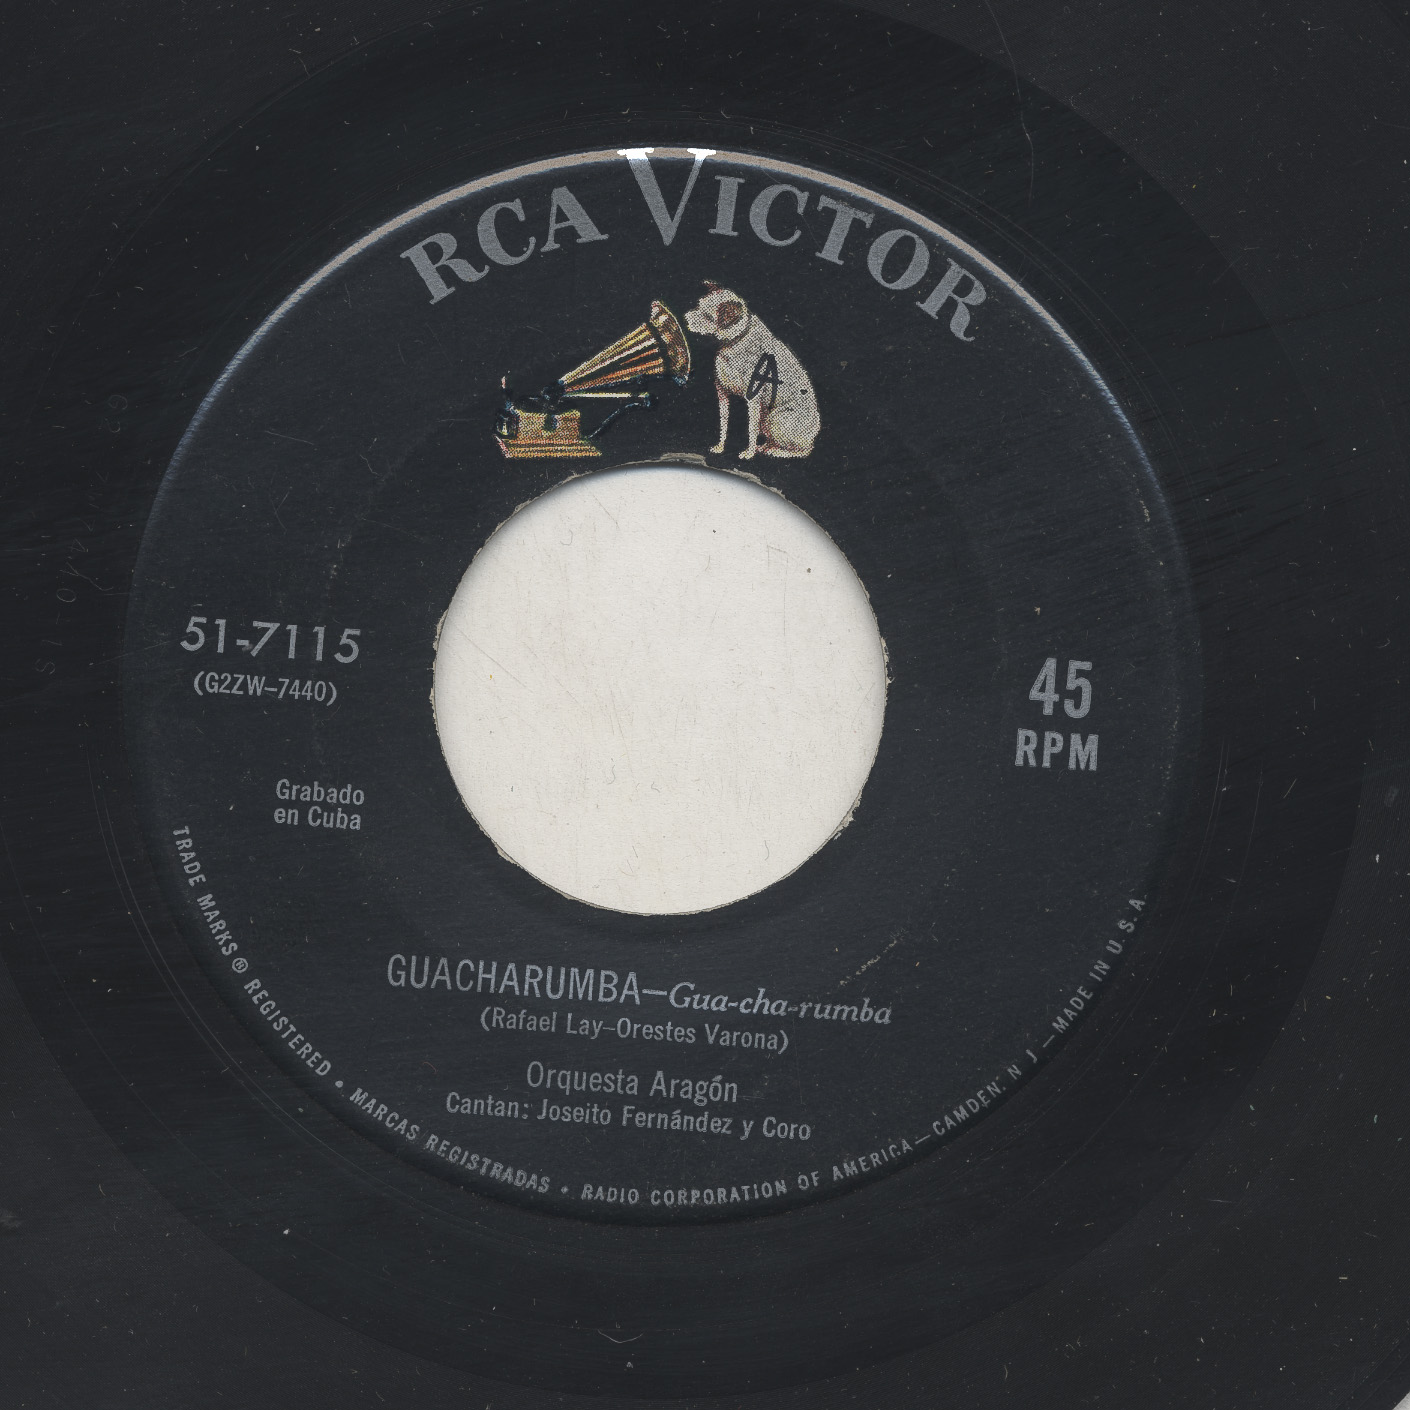 RCA VICTOR
A
51-7115
(G2ZW-7440)
45
RPM
Grabado
en Cuba
GUACHARUMBA—Gua-cha-rumba
(Rafael Lay-Orestes Varona)
Orquesta Aragón
Cantan: Joseito Fernández y Coro
TRADE MARKS ® REGISTERED • MARCAS REGISTRADAS • RADIO CORPORATION OF AMERICA—CAMDEN, N. J.—MADE IN U.S.A.